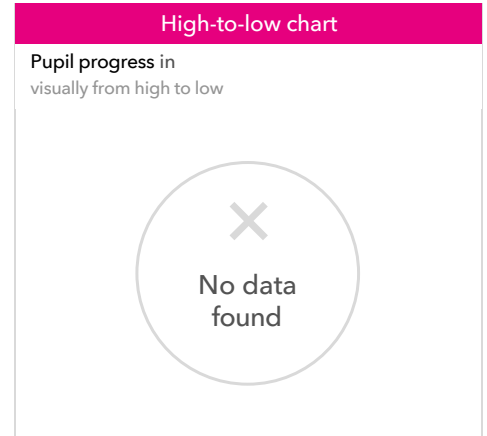 High-to-low chart
Pupil progress in
visually from high to low
No data
found